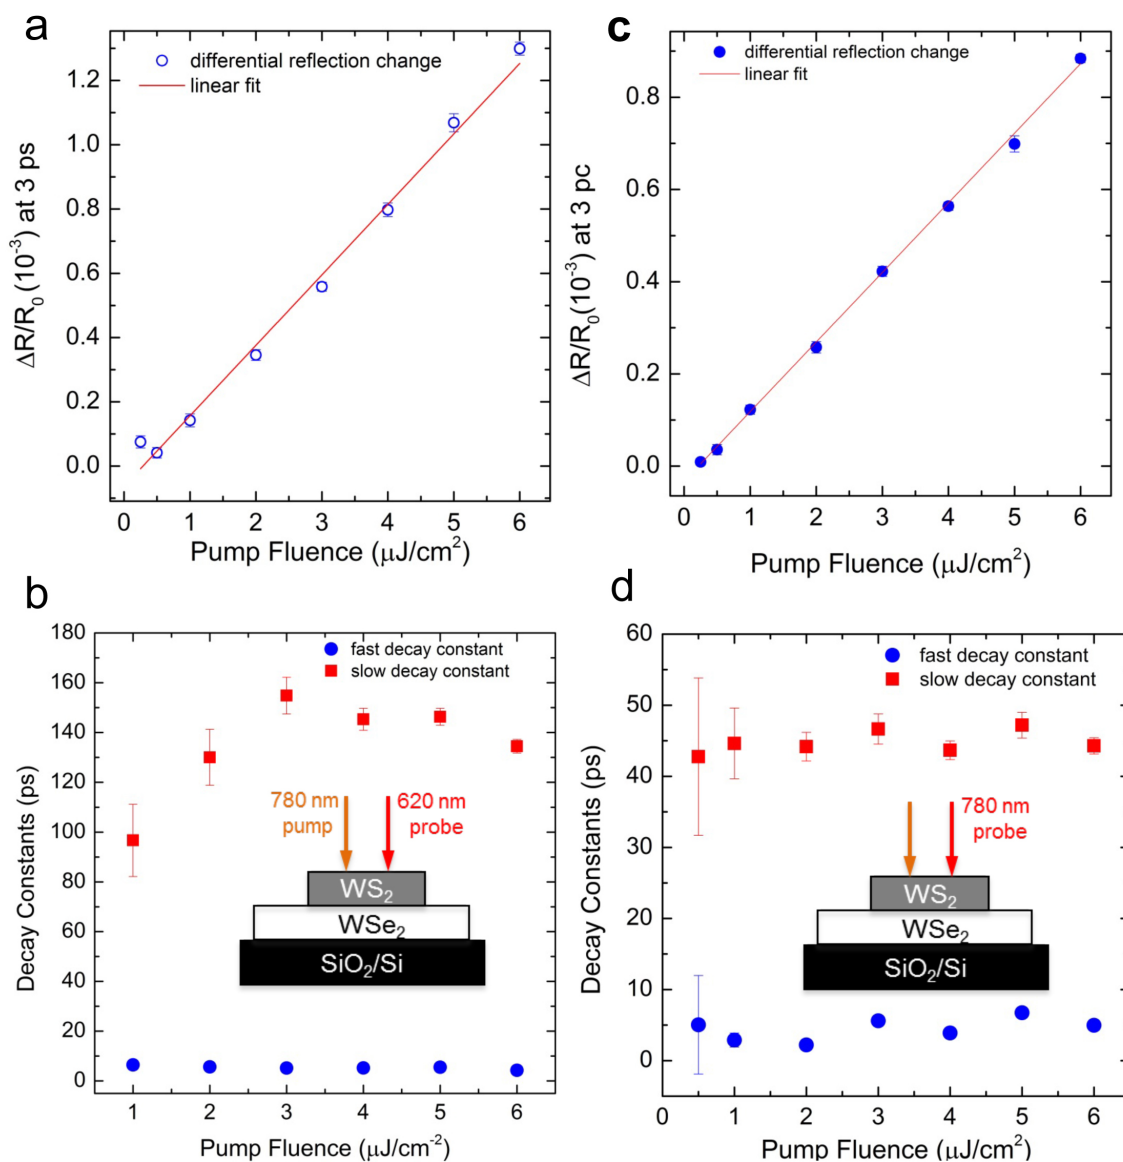 a
differential reflection change
linear fit
1.2
1.0
0.8
0.6
0.4
0.2
0.0
ΔR/R₀ (10⁻³) at 3 ps
0 1 2 3 4 5 6
Pump Fluence (μJ/cm²)
c
differential reflection change
linear fit
0.8
0.6
0.4
0.2
0.0
ΔR/R₀(10⁻³) at 3 pc
0 1 2 3 4 5 6
Pump Fluence (μJ/cm²)
b
fast decay constant
slow decay constant
180
160
140
120
100
80
60
40
20
0
Decay Constants (ps)
780 nm
pump
620 nm
probe
WS₂
WSe₂
SiO₂/Si
1 2 3 4 5 6
Pump Fluence (μJ/cm⁻²)
d
fast decay constant
slow decay constant
60
50
40
30
20
10
0
Decay Constants (ps)
780 nm
probe
WS₂
WSe₂
SiO₂/Si
0 1 2 3 4 5 6
Pump Fluence (μJ/cm²)